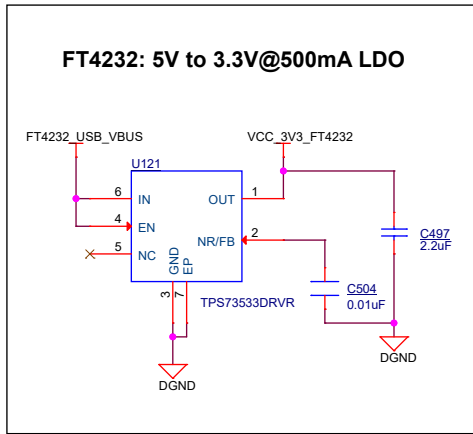 FT4232: 5V to 3.3V@500mA LDO
FT4232_USB_VBUS
VCC_3V3_FT4232
U121
6
IN
OUT
1
4
EN
5
NC
NR/FB
2
GND
EP
3
7
TPS73533DRVR
C497
2.2uF
C504
0.01uF
DGND
DGND